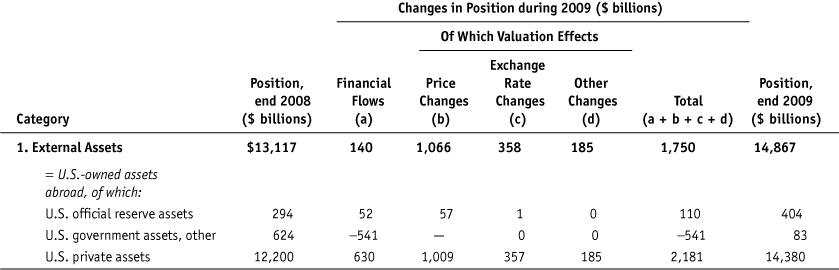 Changes in Position during 2009 ($ billions)
Of Which Valuation Effects
Category
Position, end 2008 ($ billions)
Financial Flows (a)
Price Changes (b)
Exchange Rate Changes (c)
Other Changes (d)
Total (a + b + c + d)
Position, end 2009 ($ billions)
1. External Assets $13,117 140 1,066 358 185 1,750 14,867
= U.S.-owned assets
abroad, of which:
U.S. official reserve assets 294 52 57 1 0 110 404
U.S. government assets, other 624 –541 — 0 0 –541 83
U.S. private assets 12,200 630 1,009 357 185 2,181 14,380